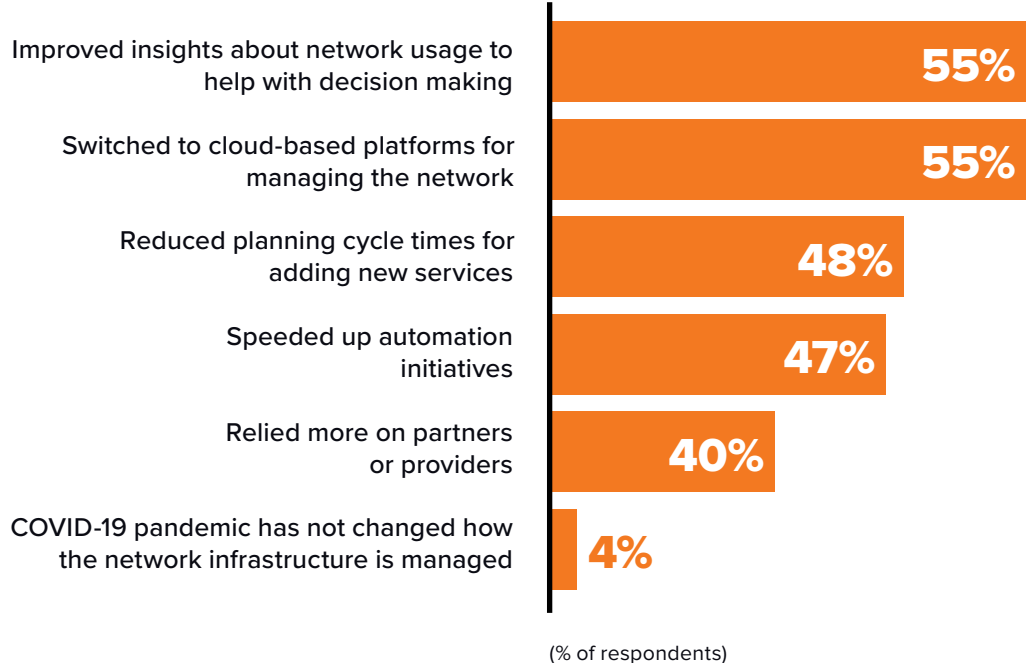 Improved insights about network usage to
help with decision making
55%
Switched to cloud-based platforms for
managing the network
55%
Reduced planning cycle times for
adding new services
48%
Speeded up automation
initiatives
47%
Relied more on partners
or providers
40%
COVID-19 pandemic has not changed how
the network infrastructure is managed
4%
(% of respondents)